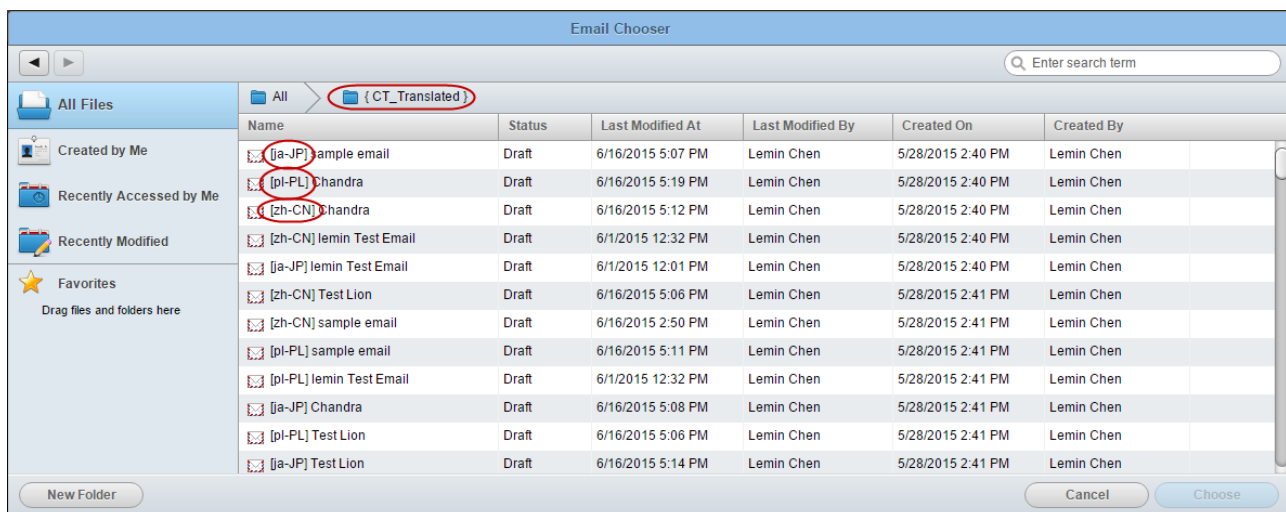 Email Chooser
Enter search term
All Files
Created by Me
Recently Accessed by Me
Recently Modified
Favorites
Drag files and folders here
All { CT_Translated }
Name Status Last Modified At Last Modified By Created On Created By
[ja-JP] sample email Draft 6/16/2015 5:07 PM Lemin Chen 5/28/2015 2:40 PM Lemin Chen
[pl-PL] Chandra Draft 6/16/2015 5:19 PM Lemin Chen 5/28/2015 2:40 PM Lemin Chen
[zh-CN] Chandra Draft 6/16/2015 5:12 PM Lemin Chen 5/28/2015 2:40 PM Lemin Chen
[zh-CN] lemin Test Email Draft 6/1/2015 12:32 PM Lemin Chen 5/28/2015 2:40 PM Lemin Chen
[ja-JP] lemin Test Email Draft 6/1/2015 12:01 PM Lemin Chen 5/28/2015 2:40 PM Lemin Chen
[zh-CN] Test Lion Draft 6/16/2015 5:06 PM Lemin Chen 5/28/2015 2:41 PM Lemin Chen
[zh-CN] sample email Draft 6/16/2015 2:50 PM Lemin Chen 5/28/2015 2:41 PM Lemin Chen
[pl-PL] sample email Draft 6/16/2015 5:11 PM Lemin Chen 5/28/2015 2:41 PM Lemin Chen
[pl-PL] lemin Test Email Draft 6/1/2015 12:32 PM Lemin Chen 5/28/2015 2:41 PM Lemin Chen
[ja-JP] Chandra Draft 6/16/2015 5:08 PM Lemin Chen 5/28/2015 2:41 PM Lemin Chen
[pl-PL] Test Lion Draft 6/16/2015 5:06 PM Lemin Chen 5/28/2015 2:41 PM Lemin Chen
[ja-JP] Test Lion Draft 6/16/2015 5:14 PM Lemin Chen 5/28/2015 2:41 PM Lemin Chen
New Folder Cancel Choose